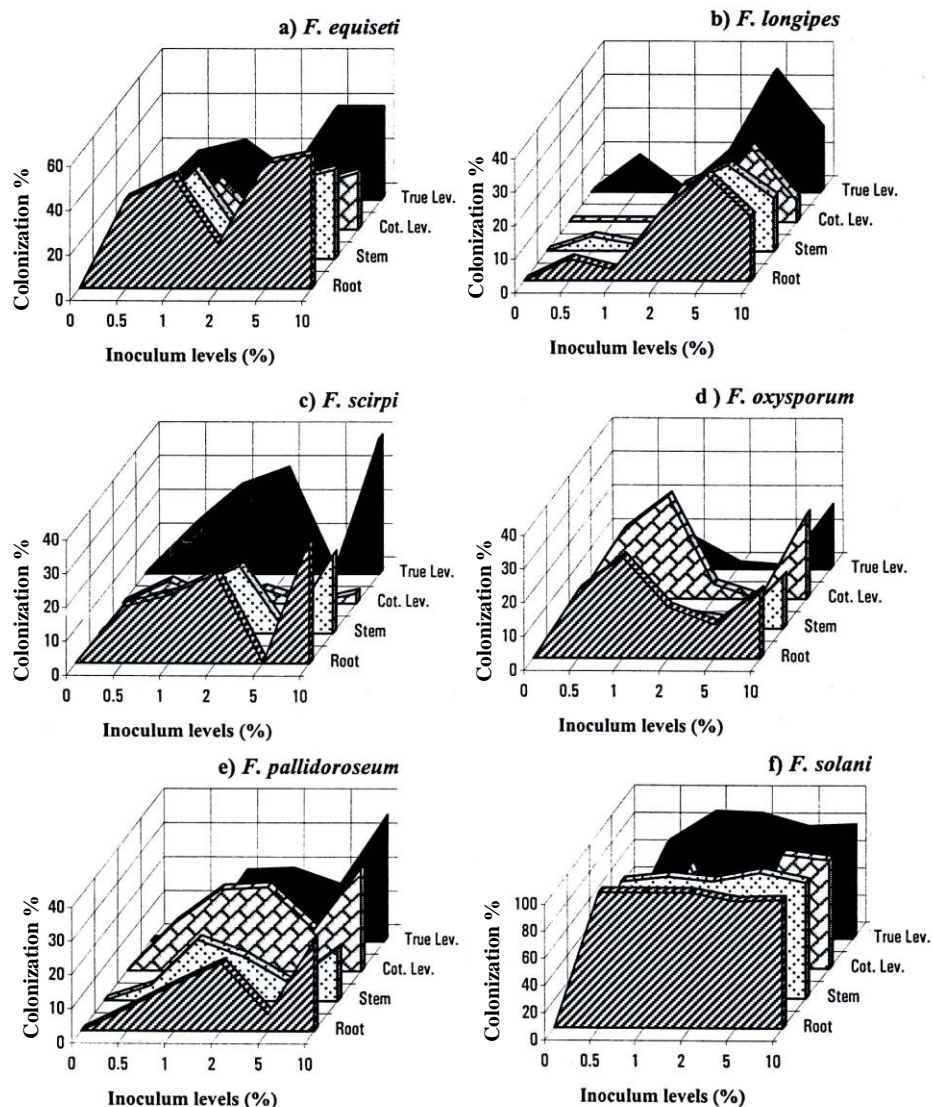 a) F. equiseti
Colonization %
60
40
20
0
0 0.5 1 2 5 10
Inoculum levels (%)
True Lev.
Cot. Lev.
Stem
Root
b) F. longipes
Colonization %
40
30
20
10
0
0 0.5 1 2 5 10
Inoculum levels (%)
True Lev.
Cot. Lev.
Stem
Root
c) F. scirpi
Colonization %
40
30
20
10
0
0 0.5 1 2 5 10
Inoculum levels (%)
True Lev.
Cot. Lev.
Stem
Root
d ) F. oxysporum
Colonization %
40
30
20
10
0
0 0.5 1 2 5 10
Inoculum levels (%)
True Lev.
Cot. Lev.
Stem
Root
e) F. pallidoroseum
Colonization %
40
30
20
10
0
0 0.5 1 2 5 10
Inoculum levels (%)
True Lev.
Cot. Lev.
Stem
Root
f) F. solani
Colonization %
100
80
60
40
20
0
0 0.5 1 2 5 10
Inoculum levels (%)
True Lev.
Cot. Lev.
Stem
Root